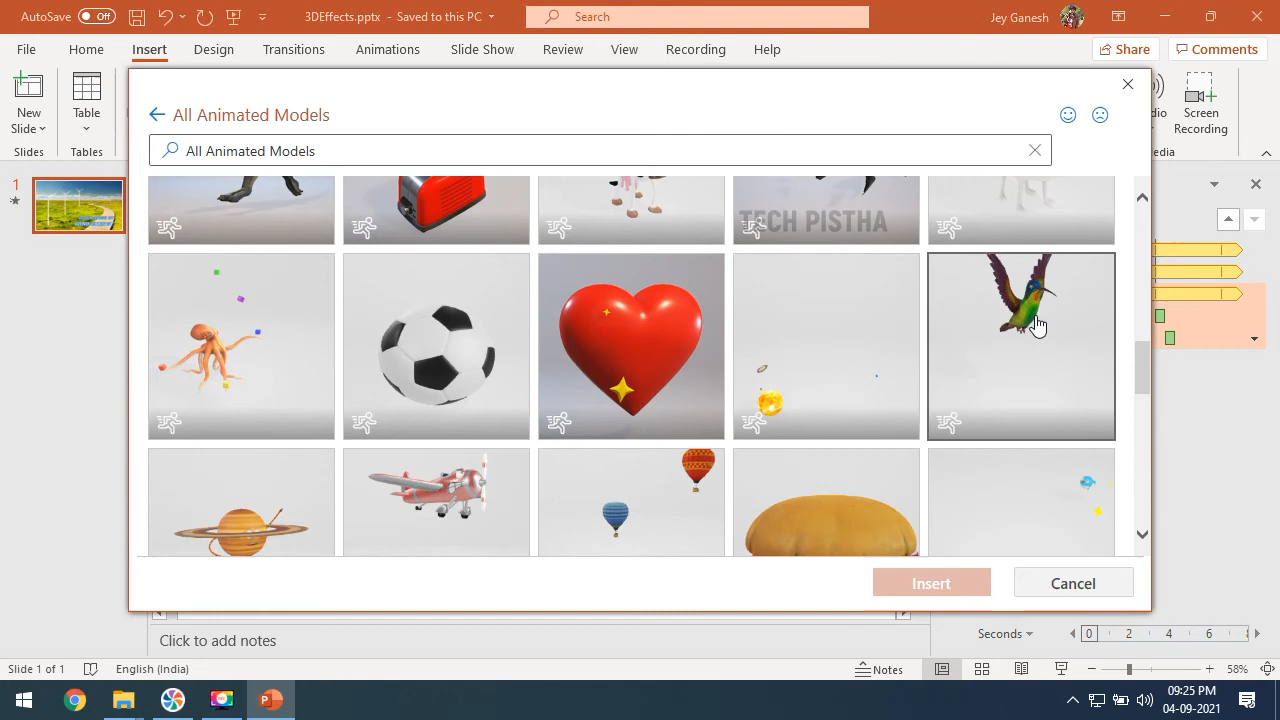 AutoSave Off
3DEffects.pptx - Saved to this PC
Search
Jey Ganesh
File Home Insert Design Transitions Animations Slide Show Review View Recording Help
Share Comments
New Slide
Table
Screen Recording
Slides
Tables
All Animated Models
All Animated Models
TECH PISTHA
1
Insert Cancel
Click to add notes
Seconds 0 2 4 6
Slide 1 of 1 English (India) Notes 58%
09:25 PM
04-09-2021